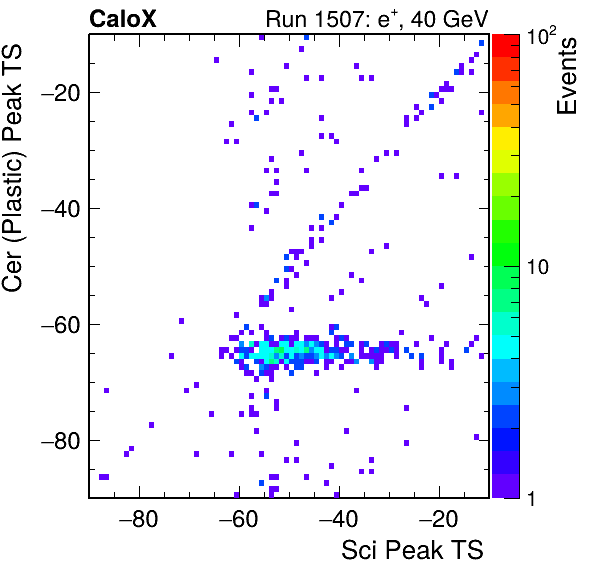 CaloX Run 1507: e⁺, 40 GeV
Cer (Plastic) Peak TS
−20
−40
−60
−80
−80 −60 −40 −20
Sci Peak TS
10²
10
1
Events